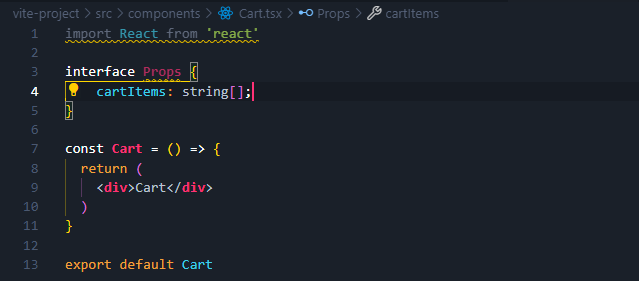 vite-project > src > components > Cart.tsx > Props > cartItems
1 import React from 'react'
2
3 interface Props {
4 cartItems: string[];
5 }
6
7 const Cart = () => {
8 return (
9 <div>Cart</div>
10 )
11 }
12
13 export default Cart